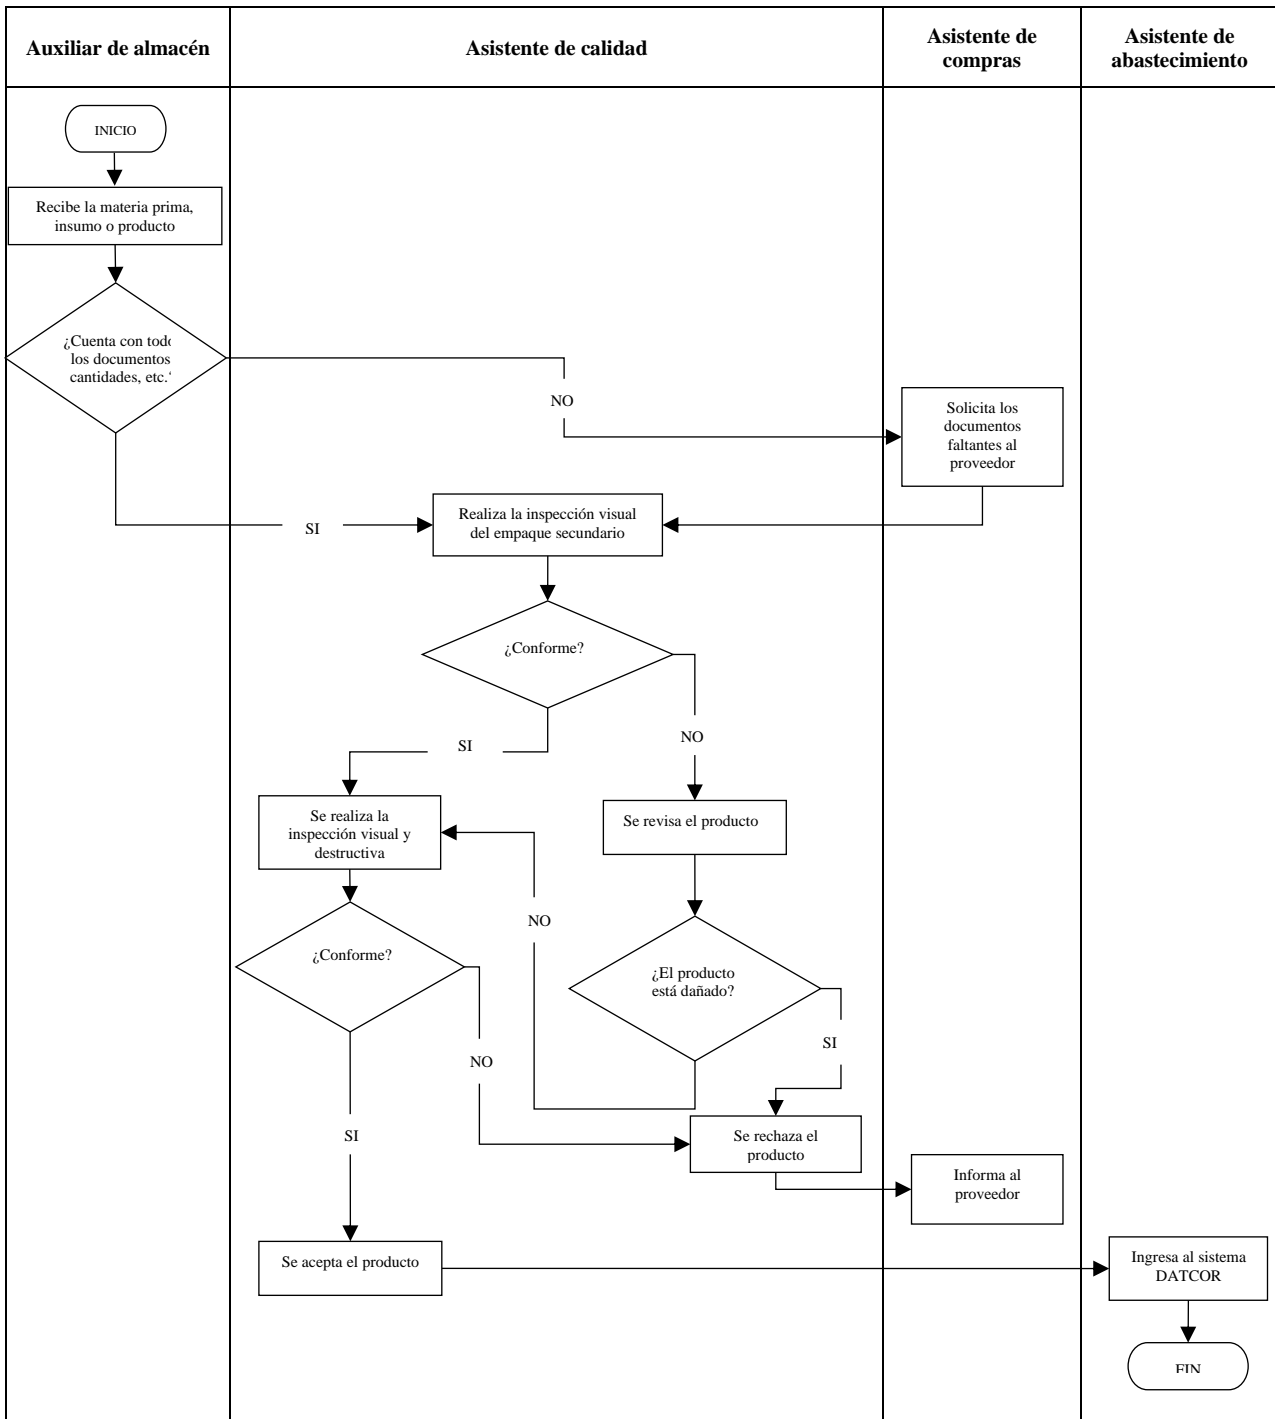 Auxiliar de almacén
Asistente de calidad
Asistente de
compras
Asistente de
abastecimiento
INICIO
Recibe la materia prima,
insumo o producto
¿Cuenta con todo
los documentos
cantidades, etc.
NO
Solicita los
documentos
faltantes al
proveedor
SI
Realiza la inspección visual
del empaque secundario
¿Conforme?
SI
NO
Se realiza la
inspección visual y
destructiva
Se revisa el producto
NO
¿Conforme?
¿El producto
está dañado?
SI
NO
SI
Se rechaza el
producto
Informa al
proveedor
Se acepta el producto
Ingresa al sistema
DATCOR
FIN